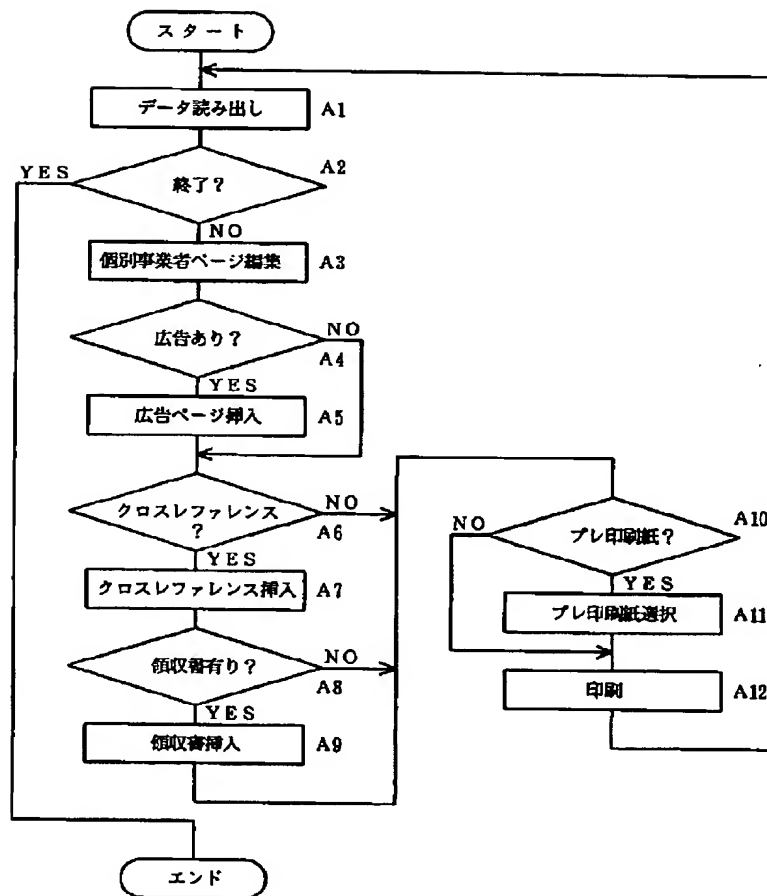 スタート
データ読み出し A1
終了? A2
YES
NO
個別事業者ページ編集 A3
広告あり? A4
NO
YES
広告ページ挿入 A5
クロスレファレンス
? A6
NO
YES
クロスレファレンス挿入 A7
領収書有り? A8
NO
YES
領収書挿入 A9
エンド
プレ印刷紙? A10
NO
YES
プレ印刷紙選択 A11
印刷 A12